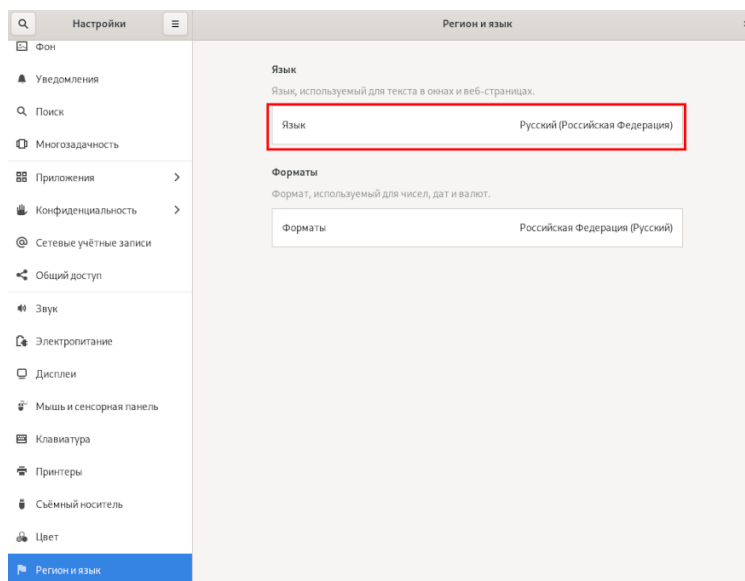 Настройки
Регион и язык
Фон
Уведомления
Поиск
Многозадачность
Приложения
Конфиденциальность
Сетевые учётные записи
Общий доступ
Звук
Электропитание
Дисплеи
Мышь и сенсорная панель
Клавиатура
Принтеры
Съёмный носитель
Цвет
Регион и язык
Язык
Язык, используемый для текста в окнах и веб-страницах.
Язык Русский (Российская Федерация)
Форматы
Формат, используемый для чисел, дат и валют.
Форматы Российская Федерация (Русский)